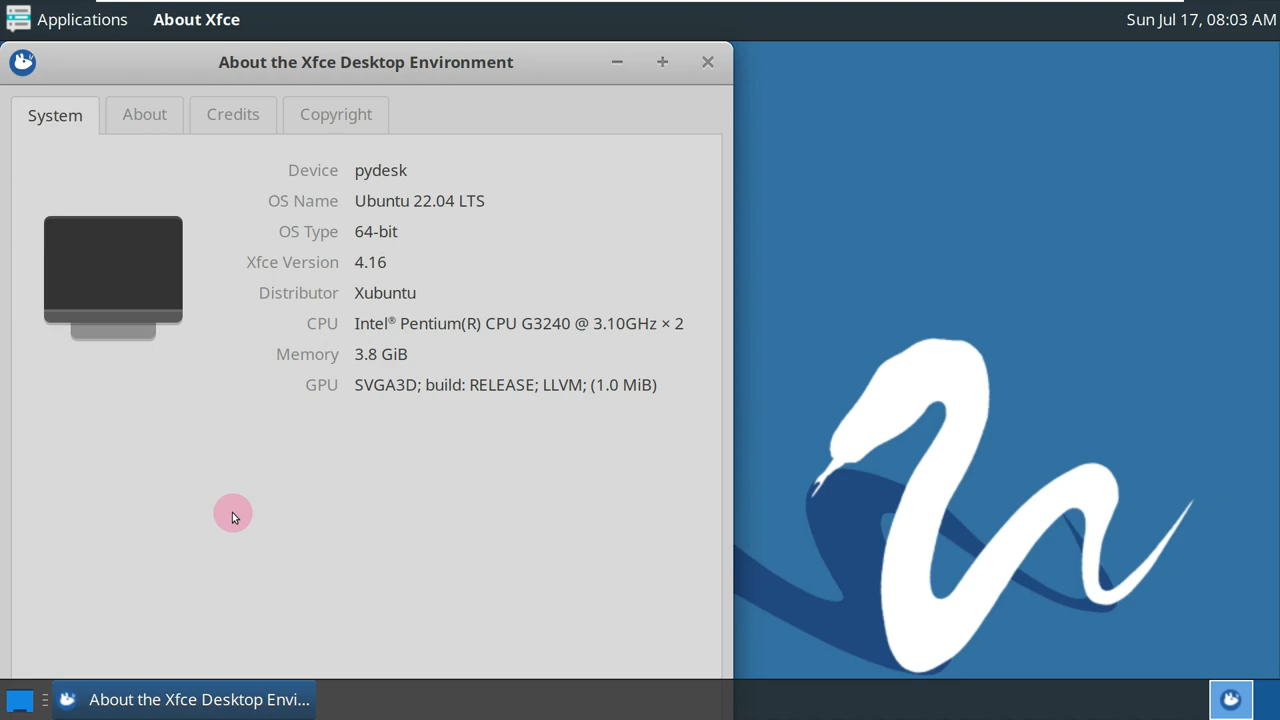 Applications About Xfce Sun Jul 17, 08:03 AM
About the Xfce Desktop Environment
System About Credits Copyright
Device pydesk
OS Name Ubuntu 22.04 LTS
OS Type 64-bit
Xfce Version 4.16
Distributor Xubuntu
CPU Intel® Pentium(R) CPU G3240 @ 3.10GHz × 2
Memory 3.8 GiB
GPU SVGA3D; build: RELEASE; LLVM; (1.0 MiB)
About the Xfce Desktop Envi...